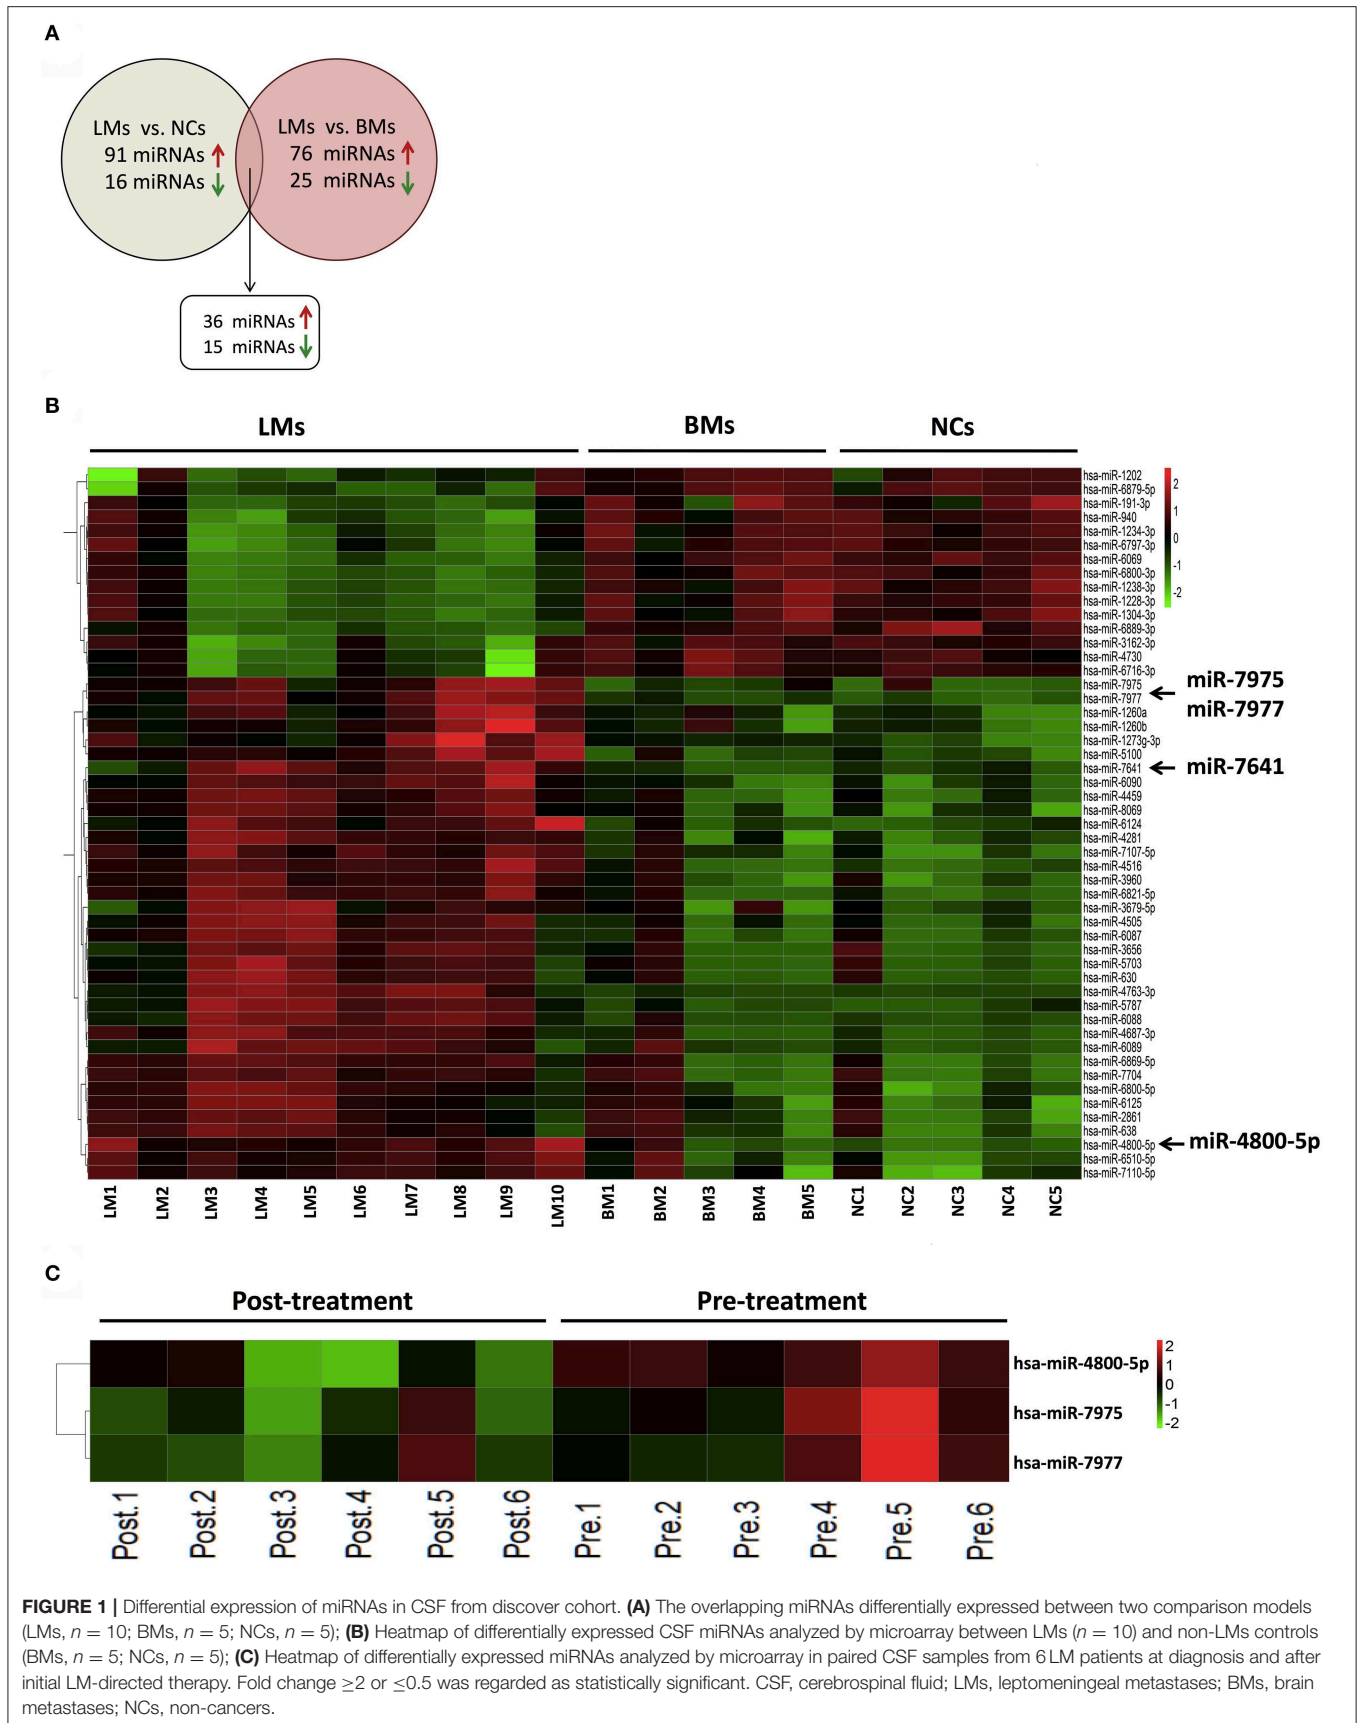 A
LMs vs. NCs
91 miRNAs
16 miRNAs
LMs vs. BMs
76 miRNAs
25 miRNAs
36 miRNAs
15 miRNAs
B
LMs
BMs
NCs
hsa-miR-1202
hsa-miR-6879-5p
hsa-miR-191-3p
hsa-miR-940
hsa-miR-1234-3p
hsa-miR-6797-3p
hsa-miR-6069
hsa-miR-6800-3p
hsa-miR-1238-3p
hsa-miR-1228-3p
hsa-miR-1304-3p
hsa-miR-6889-3p
hsa-miR-3162-3p
hsa-miR-4730
hsa-miR-6716-3p
hsa-miR-7975
hsa-miR-7977
hsa-miR-1260a
hsa-miR-1260b
hsa-miR-1273g-3p
hsa-miR-5100
hsa-miR-7641
hsa-miR-6090
hsa-miR-4459
hsa-miR-8069
hsa-miR-6124
hsa-miR-4281
hsa-miR-7107-5p
hsa-miR-4516
hsa-miR-3960
hsa-miR-6821-5p
hsa-miR-3679-5p
hsa-miR-4505
hsa-miR-6087
hsa-miR-3656
hsa-miR-5703
hsa-miR-630
hsa-miR-4763-3p
hsa-miR-5787
hsa-miR-6088
hsa-miR-4687-3p
hsa-miR-6089
hsa-miR-6869-5p
hsa-miR-7704
hsa-miR-6800-5p
hsa-miR-6125
hsa-miR-2861
hsa-miR-638
hsa-miR-4800-5p
hsa-miR-6510-5p
hsa-miR-7110-5p
2
1
0
-1
-2
miR-7975
miR-7977
miR-7641
miR-4800-5p
LM1 LM2 LM3 LM4 LM5 LM6 LM7 LM8 LM9 LM10 BM1 BM2 BM3 BM4 BM5 NC1 NC2 NC3 NC4 NC5
C
Post-treatment
Pre-treatment
hsa-miR-4800-5p
hsa-miR-7975
hsa-miR-7977
2
1
0
-1
-2
Post.1 Post.2 Post.3 Post.4 Post.5 Post.6 Pre.1 Pre.2 Pre.3 Pre.4 Pre.5 Pre.6
FIGURE 1 | Differential expression of miRNAs in CSF from discover cohort. (A) The overlapping miRNAs differentially expressed between two comparison models
(LMs, n = 10; BMs, n = 5; NCs, n = 5); (B) Heatmap of differentially expressed CSF miRNAs analyzed by microarray between LMs (n = 10) and non-LMs controls
(BMs, n = 5; NCs, n = 5); (C) Heatmap of differentially expressed miRNAs analyzed by microarray in paired CSF samples from 6 LM patients at diagnosis and after
initial LM-directed therapy. Fold change ≥2 or ≤0.5 was regarded as statistically significant. CSF, cerebrospinal fluid; LMs, leptomeningeal metastases; BMs, brain
metastases; NCs, non-cancers.